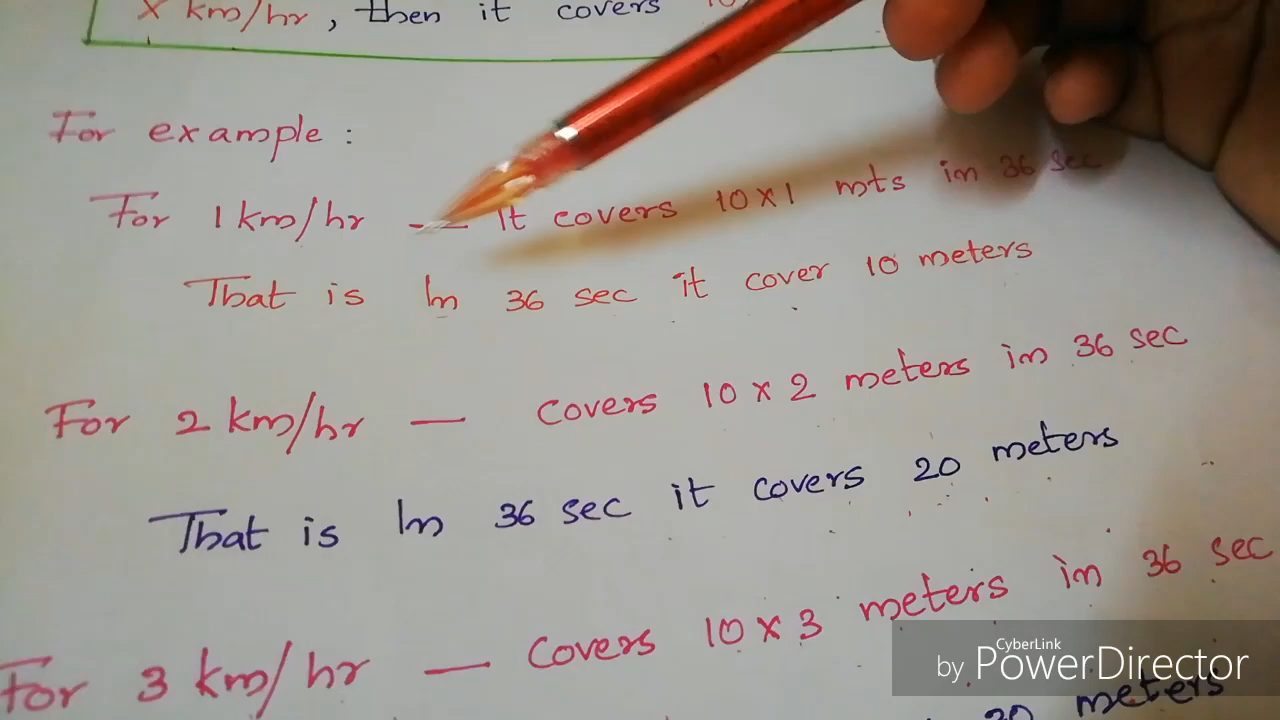 x km/hr, then it covers
For example :
For 1 km/hr — It covers 10 x 1 mts in 36 sec
That is In 36 sec it cover 10 meters
For 2 km/hr — covers 10 x 2 meters in 36 sec
That is In 36 sec it covers 20 meters
For 3 km/hr — covers 10 x 3 meters in 36 sec
meters
CyberLink
by PowerDirector